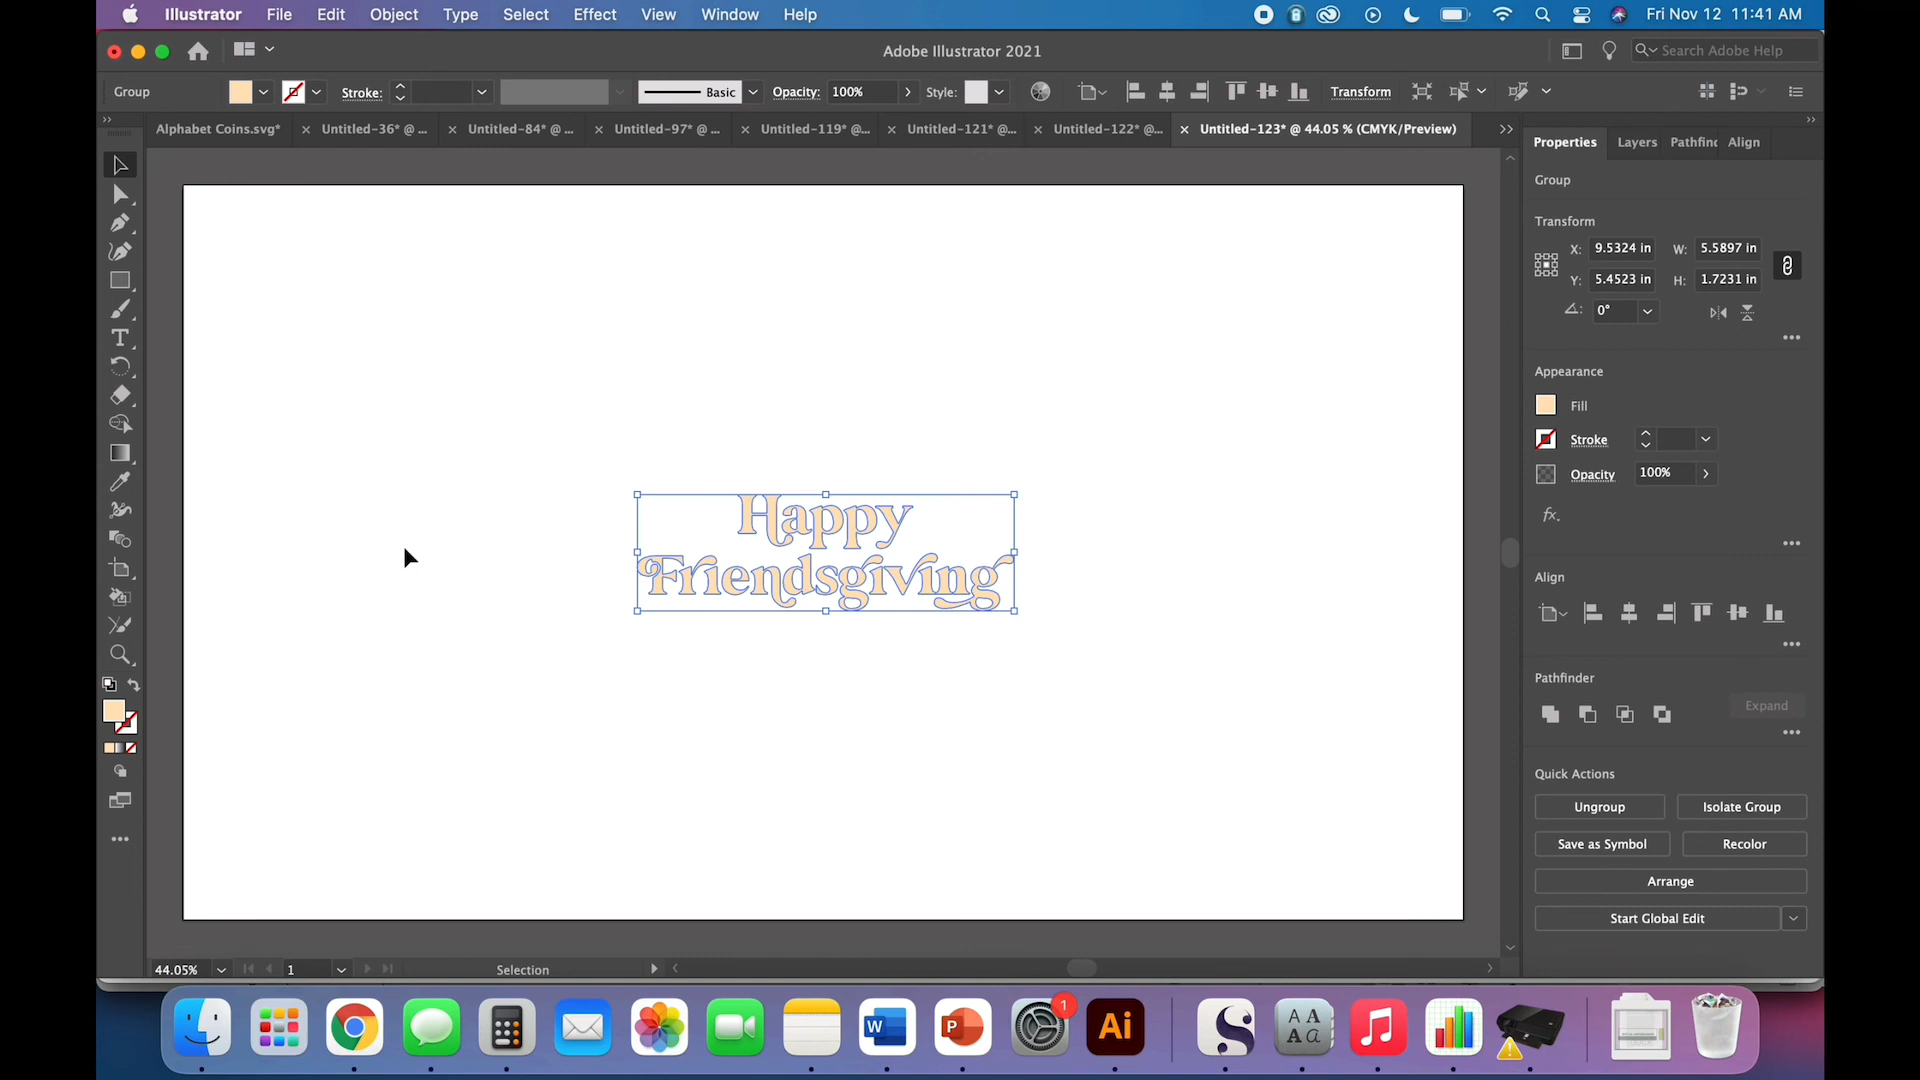 Illustrator File Edit Object Type Select Effect View Window Help Fri Nov 12 11:41 AM
Adobe Illustrator 2021 Search Adobe Help
Group Stroke: Basic Opacity: 100% Style: Transform
Alphabet Coins.svg* × Untitled-36* @ ... × Untitled-84* @ ... × Untitled-97* @ ... × Untitled-119* @... × Untitled-121* @... × Untitled-122* @... × Untitled-123* @ 44.05 % (CMYK/Preview)
Properties Layers Pathfinc Align
Group
Transform
X: 9.5324 in W: 5.5897 in
Y: 5.4523 in H: 1.7231 in
0°
Appearance
Fill
Stroke
Opacity 100%
fx.
Align
Pathfinder
Expand
Quick Actions
Ungroup Isolate Group
Save as Symbol Recolor
Arrange
Start Global Edit
Happy
Friendsgiving
44.05% 1 Selection
W P 1 Ai S
A A
A a